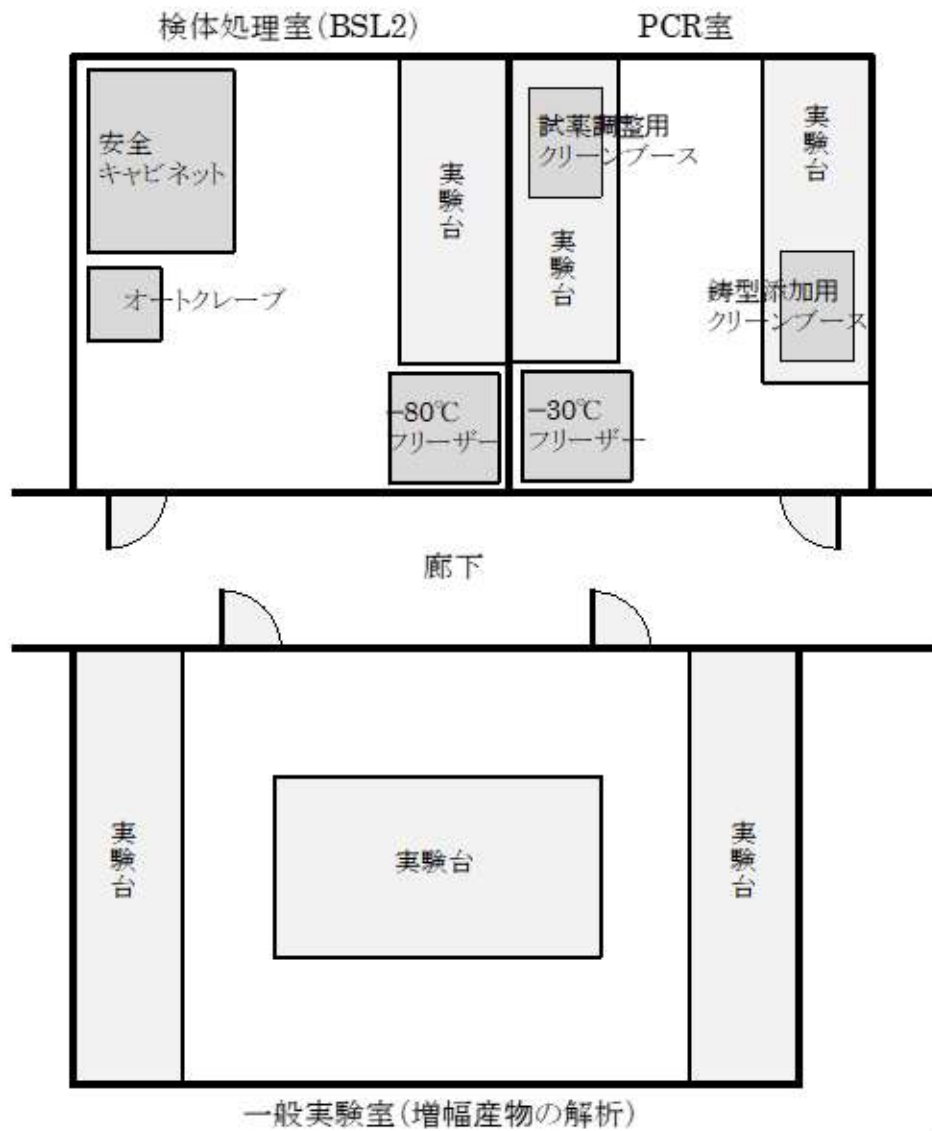 検体処理室(BSL2)
PCR室
安全
キャビネット
オートクレーブ
実験台
-80℃
フリーザー
試薬調整用
クリーンブース
実験台
-30℃
フリーザー
実験台
鋳型添加用
クリーンブース
廊下
実験台
実験台
実験台
一般実験室(増幅産物の解析)